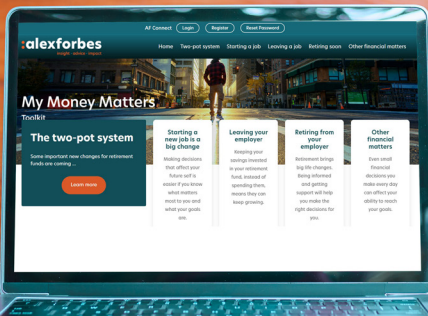 AF Connect Login Register Reset Password
:alexforbes
insight · advice · impact
Home Two-pot system Starting a job Leaving a job Retiring soon Other financial matters
My Money Matters
Toolkit
The two-pot system
Some important new changes for retirement
funds are coming ...
Learn more
Starting a
new job is a
big change
Making decisions
that affect your
future self is
easier if you know
what matters
most to you and
what your goals
are.
Leaving your
employer
Keeping your
savings invested
in your retirement
fund, instead of
spending them,
means they can
keep growing.
Retiring from
your
employer
Retirement brings
big life changes.
Being informed
and getting
support will help
you make the
right decisions for
you.
Other
financial
matters
Even small
financial
decisions you
make every day
can affect your
ability to reach
your goals.